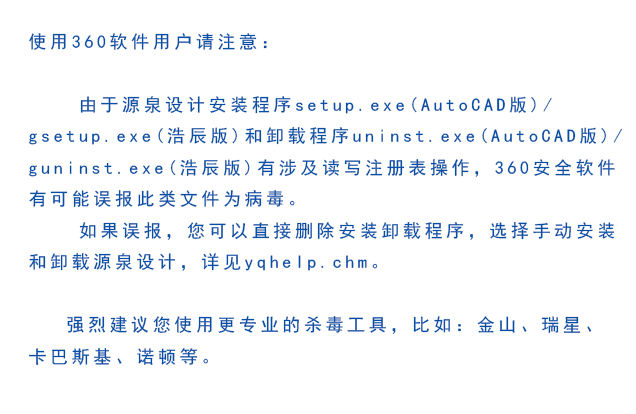 使用360软件用户请注意：
由于源泉设计安装程序setup.exe(AutoCAD版)/
gsetup.exe(浩辰版)和卸载程序uninst.exe(AutoCAD版)/
guninst.exe(浩辰版)有涉及读写注册表操作，360安全软件
有可能误报此类文件为病毒。
如果误报，您可以直接删除安装卸载程序，选择手动安装
和卸载源泉设计，详见yqhelp.chm。
强烈建议您使用更专业的杀毒工具，比如：金山、瑞星、
卡巴斯基、诺顿等。